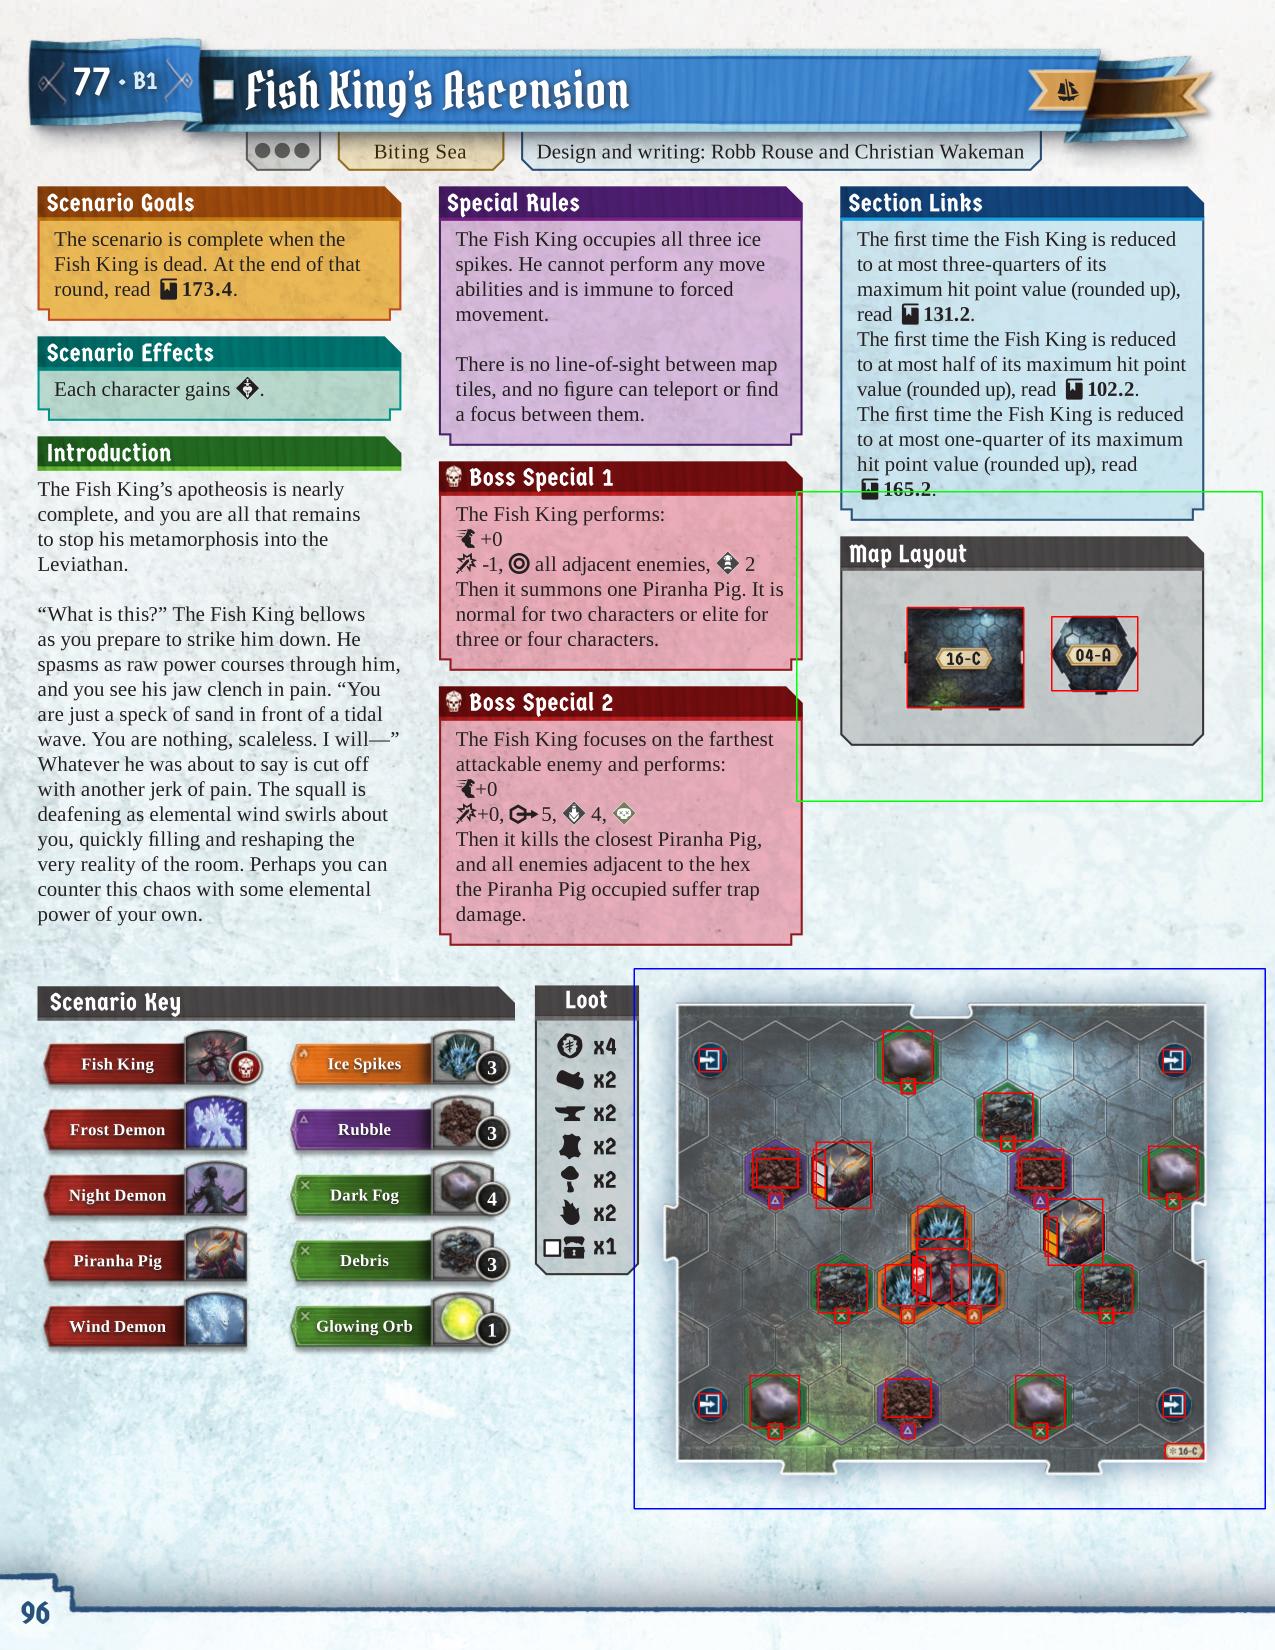 77 · B1
Fish King's Ascension
Biting Sea
Design and writing: Robb Rouse and Christian Wakeman
Scenario Goals
The scenario is complete when the
Fish King is dead. At the end of that
round, read 173.4.
Scenario Effects
Each character gains .
Introduction
The Fish King’s apotheosis is nearly
complete, and you are all that remains
to stop his metamorphosis into the
Leviathan.
“What is this?” The Fish King bellows
as you prepare to strike him down. He
spasms as raw power courses through him,
and you see his jaw clench in pain. “You
are just a speck of sand in front of a tidal
wave. You are nothing, scaleless. I will—”
Whatever he was about to say is cut off
with another jerk of pain. The squall is
deafening as elemental wind swirls about
you, quickly filling and reshaping the
very reality of the room. Perhaps you can
counter this chaos with some elemental
power of your own.
Special Rules
The Fish King occupies all three ice
spikes. He cannot perform any move
abilities and is immune to forced
movement.
There is no line-of-sight between map
tiles, and no figure can teleport or find
a focus between them.
Boss Special 1
The Fish King performs:
+0
-1, all adjacent enemies, 2
Then it summons one Piranha Pig. It is
normal for two characters or elite for
three or four characters.
Boss Special 2
The Fish King focuses on the farthest
attackable enemy and performs:
+0
+0, 5, 4,
Then it kills the closest Piranha Pig,
and all enemies adjacent to the hex
the Piranha Pig occupied suffer trap
damage.
Section Links
The first time the Fish King is reduced
to at most three-quarters of its
maximum hit point value (rounded up),
read 131.2.
The first time the Fish King is reduced
to at most half of its maximum hit point
value (rounded up), read 102.2.
The first time the Fish King is reduced
to at most one-quarter of its maximum
hit point value (rounded up), read
165.2.
Map Layout
16-C
04-A
Scenario Key
Fish King
Frost Demon
Night Demon
Piranha Pig
Wind Demon
Ice Spikes 3
Rubble 3
Dark Fog 4
Debris 3
Glowing Orb 1
Loot
x4
x2
x2
x2
x2
x2
x1
16-C
96